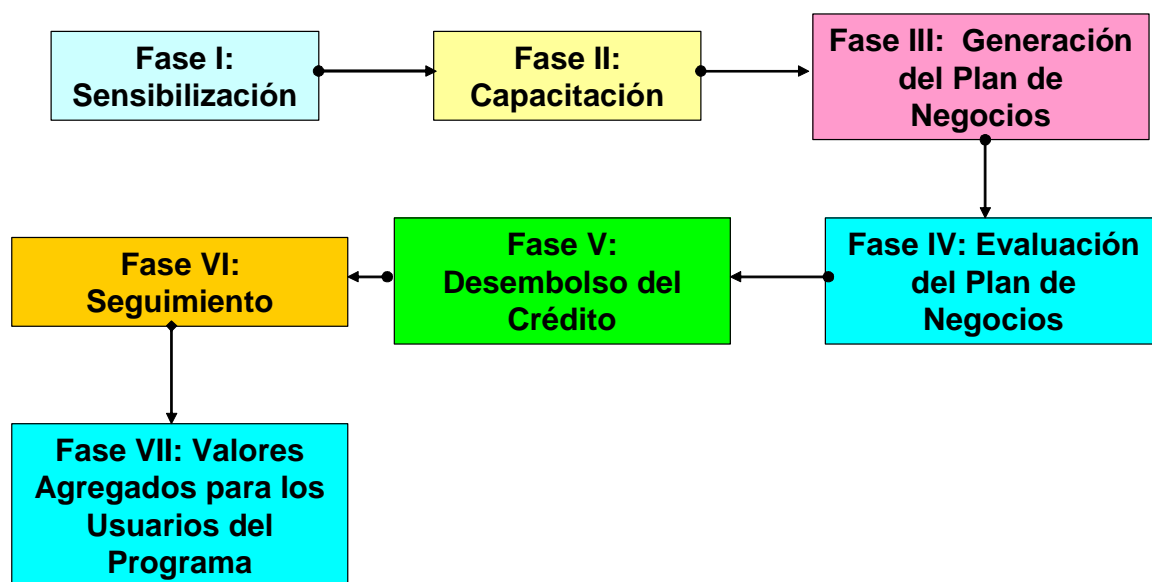 Fase I:
Sensibilización
Fase II:
Capacitación
Fase III:  Generación
del Plan de
Negocios
Fase IV: Evaluación
del Plan de
Negocios
Fase V:
Desembolso del
Crédito
Fase VI:
Seguimiento
Fase VII: Valores
Agregados para los
Usuarios del
Programa